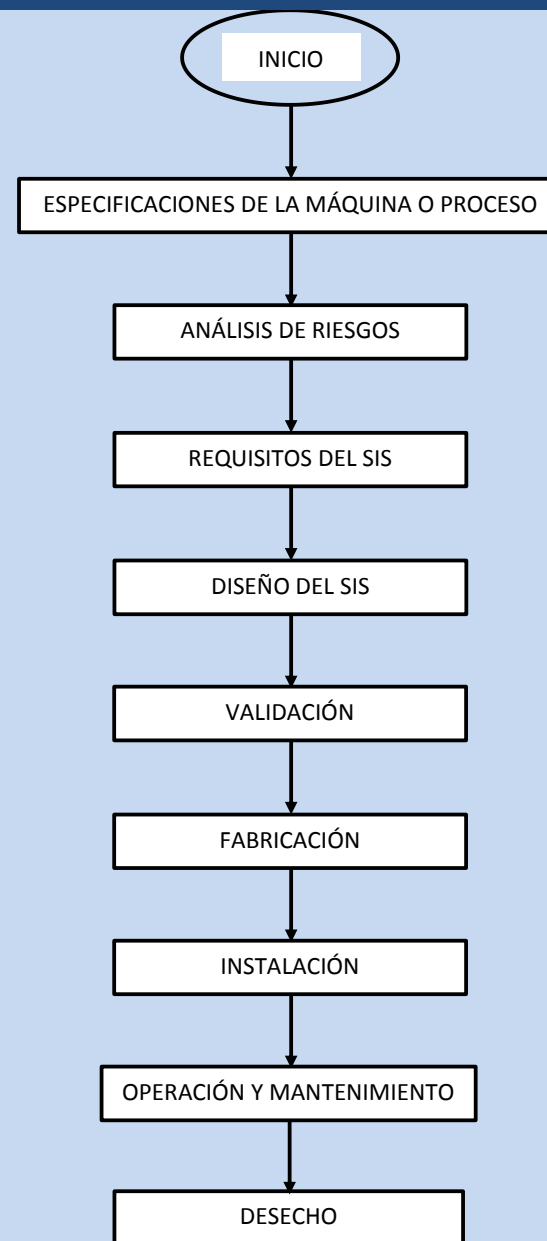 INICIO
ESPECIFICACIONES DE LA MÁQUINA O PROCESO
ANÁLISIS DE RIESGOS
REQUISITOS DEL SIS
DISEÑO DEL SIS
VALIDACIÓN
FABRICACIÓN
INSTALACIÓN
OPERACIÓN Y MANTENIMIENTO
DESECHO